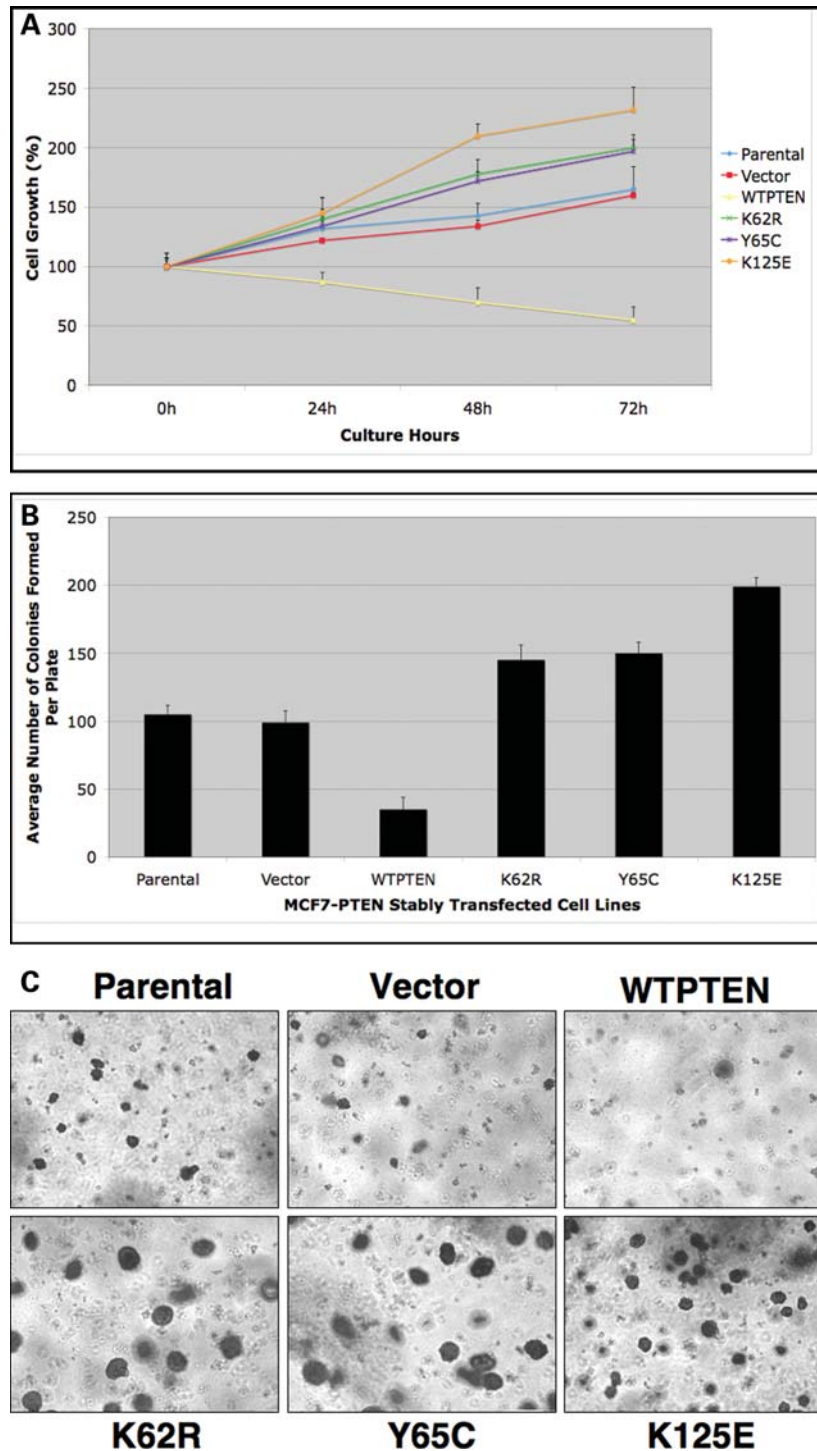 A
300
250
200
150
100
50
0
Cell Growth (%)
0h 24h 48h 72h
Culture Hours
Parental
Vector
WTPTEN
K62R
Y65C
K125E
B
250
200
150
100
50
0
Average Number of Colonies Formed
Per Plate
Parental Vector WTPTEN K62R Y65C K125E
MCF7-PTEN Stably Transfected Cell Lines
C
Parental Vector WTPTEN
K62R Y65C K125E